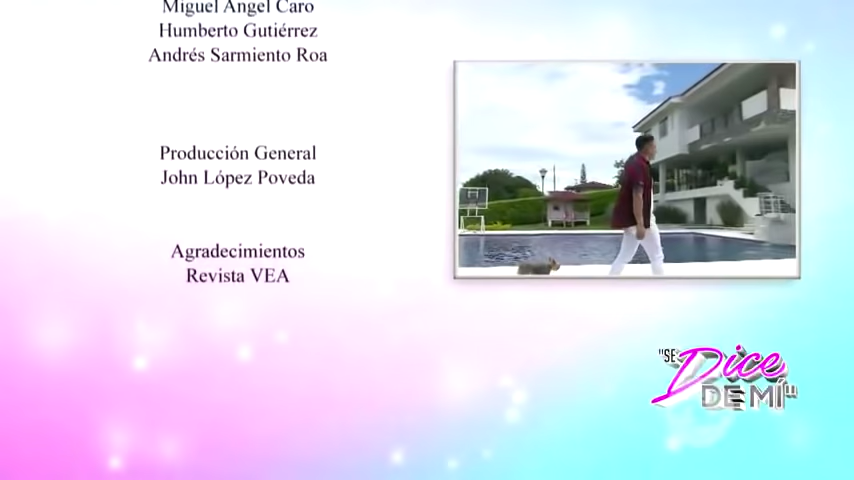 Miguel Angel Caro
Humberto Gutiérrez
Andrés Sarmiento Roa
Producción General
John López Poveda
Agradecimientos
Revista VEA
"SE
Dice
DE MÍ"